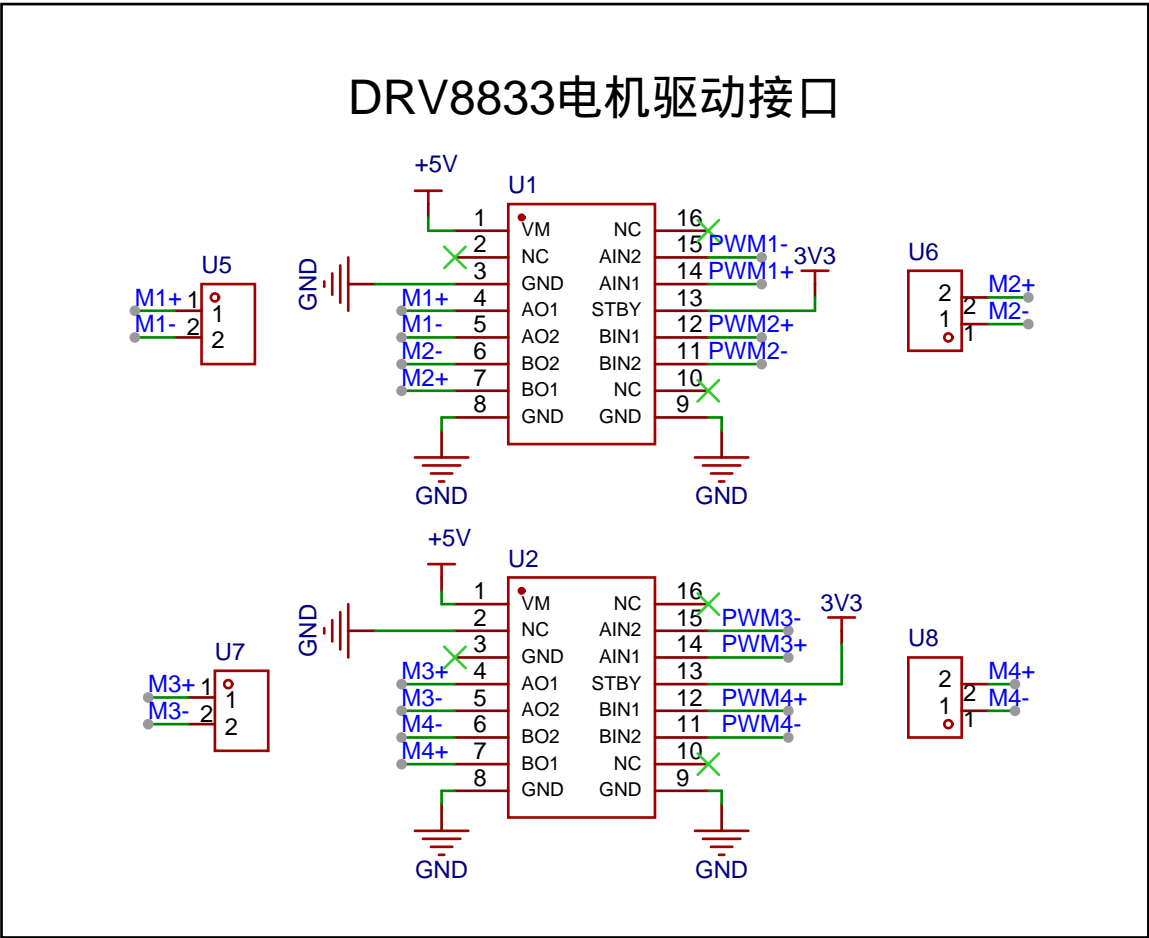 DRV8833电机驱动接口
+5V
U1
1 VM NC 16
2 NC AIN2 15 PWM1-
GND 3 GND AIN1 14 PWM1+ 3V3
M1+ 4 AO1 STBY 13
M1- 5 AO2 BIN1 12 PWM2+
M2- 6 BO2 BIN2 11 PWM2-
M2+ 7 BO1 NC 10
8 GND GND 9
GND GND
U5
M1+ 1 1
M1- 2 2
U6
2 2 M2+
1 1 M2-
+5V
U2
1 VM NC 16
GND 2 NC AIN2 15 PWM3- 3V3
3 GND AIN1 14 PWM3+
M3+ 4 AO1 STBY 13
M3- 5 AO2 BIN1 12 PWM4+
M4- 6 BO2 BIN2 11 PWM4-
M4+ 7 BO1 NC 10
8 GND GND 9
GND GND
U7
M3+ 1 1
M3- 2 2
U8
2 2 M4+
1 1 M4-